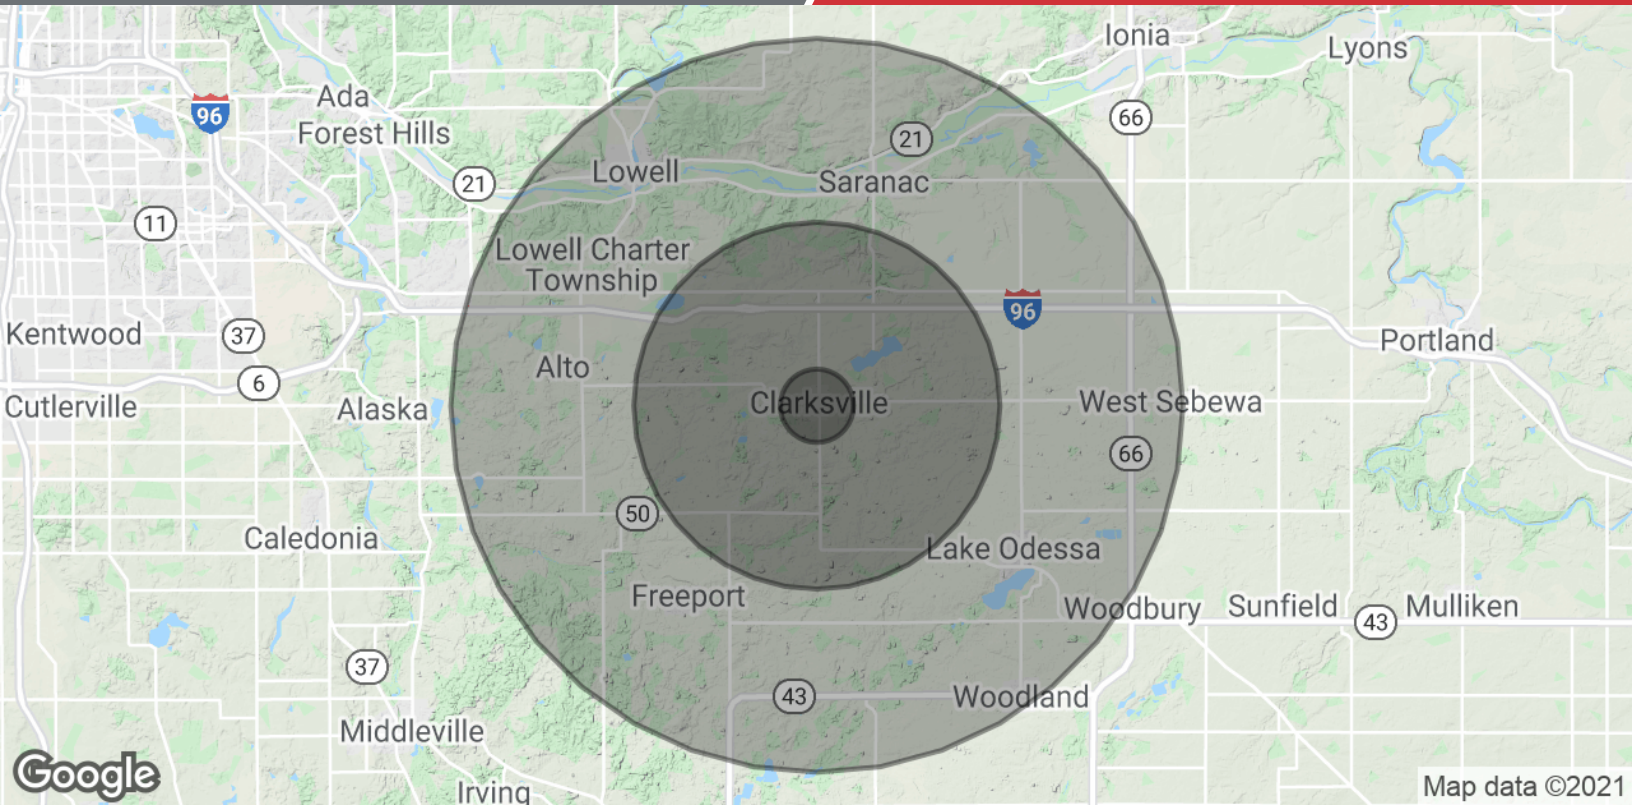 Ionia
Lyons
Ada
96
Forest Hills
66
21
Lowell
21
Saranac
11
Lowell Charter
Township
96
Kentwood
37
Portland
Alto
6
Cutlerville
Alaska
Clarksville
West Sebewa
66
50
Caledonia
Lake Odessa
Freeport
Woodbury
Sunfield
43
Mulliken
37
43
Woodland
Middleville
Google
Irving
Map data ©2021